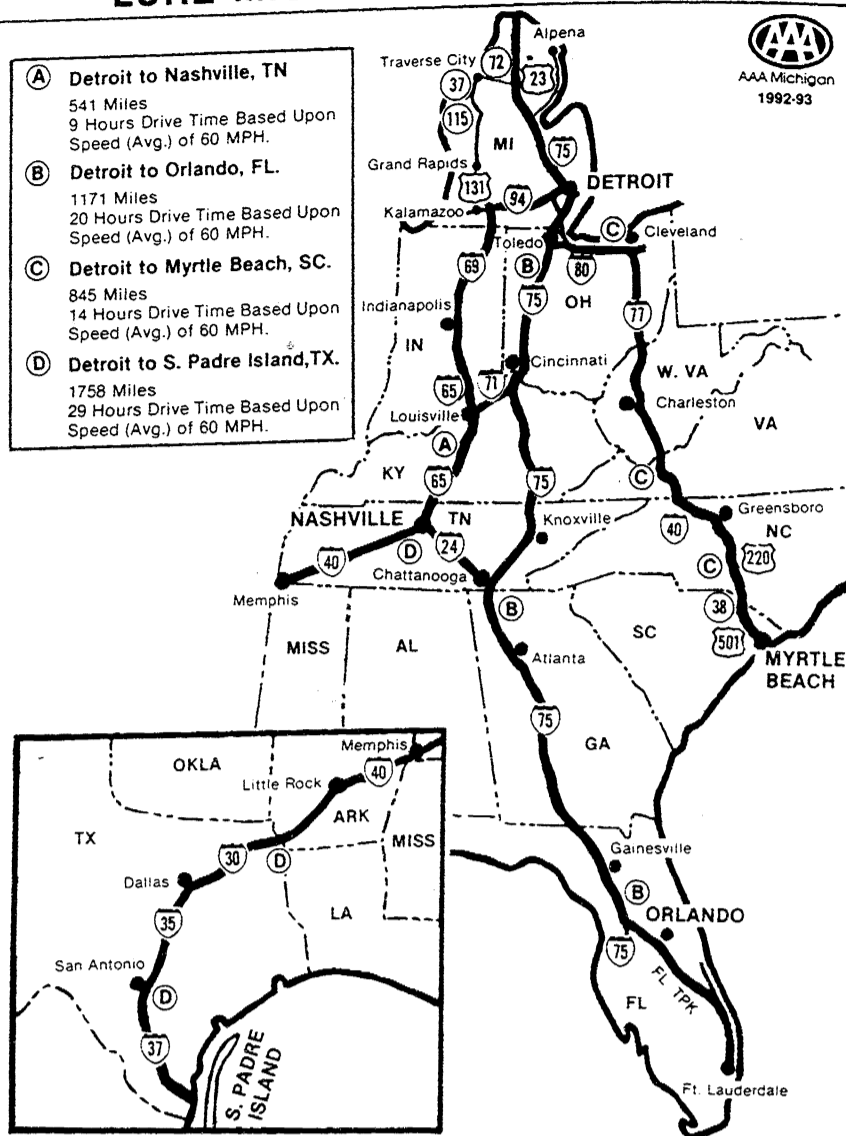 AAA
AAA Michigan
1992-93
A Detroit to Nashville, TN
541 Miles
9 Hours Drive Time Based Upon
Speed (Avg.) of 60 MPH.
B Detroit to Orlando, FL.
1171 Miles
20 Hours Drive Time Based Upon
Speed (Avg.) of 60 MPH.
C Detroit to Myrtle Beach, SC.
845 Miles
14 Hours Drive Time Based Upon
Speed (Avg.) of 60 MPH.
D Detroit to S. Padre Island,TX.
1758 Miles
29 Hours Drive Time Based Upon
Speed (Avg.) of 60 MPH.
Alpena
Traverse City
72
37
23
115
MI
75
Grand Rapids
131
94
DETROIT
Kalamazoo
C
Cleveland
Toledo
69
B
80
75
OH
77
Indianapolis
IN
Cincinnati
71
W. VA
65
Charleston
Louisville
VA
A
KY
65
75
C
NASHVILLE
TN
Knoxville
Greensboro
40
NC
D
24
40
220
Chattanooga
C
Memphis
B
38
SC
501
MISS
AL
Atlanta
MYRTLE
BEACH
75
GA
Gainesville
B
ORLANDO
75
FL TPK
FL
Ft. Lauderdale
Memphis
OKLA
40
Little Rock
ARK
TX
MISS
30
D
Dallas
LA
35
San Antonio
D
37
S. PADRE
ISLAND